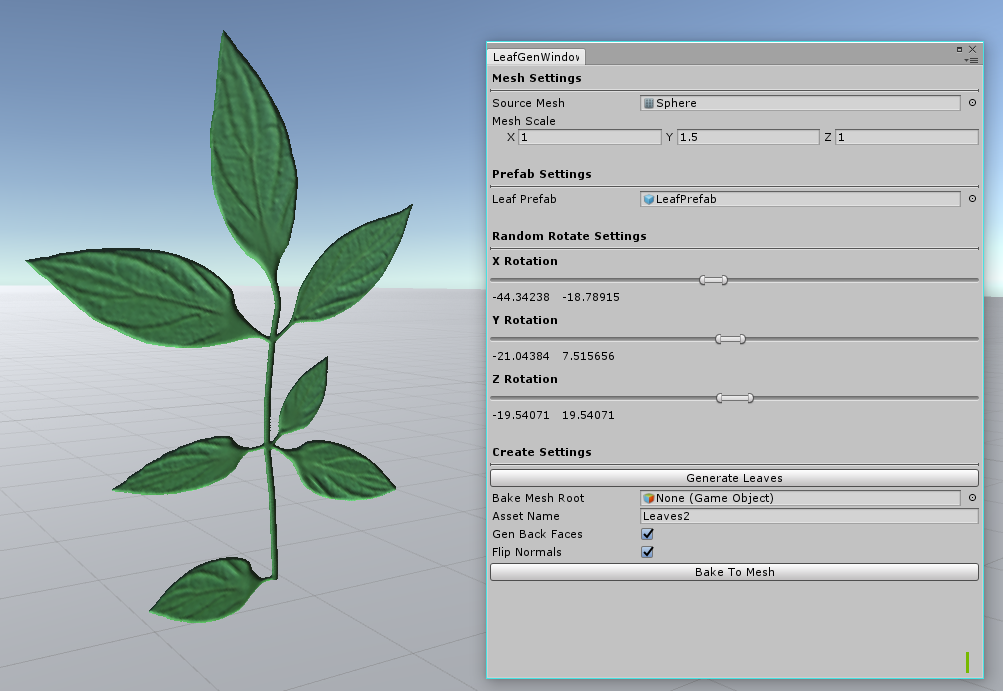 LeafGenWindow
Mesh Settings
Source Mesh Sphere
Mesh Scale
X 1 Y 1.5 Z 1
Prefab Settings
Leaf Prefab LeafPrefab
Random Rotate Settings
X Rotation
-44.34238 -18.78915
Y Rotation
-21.04384 7.515656
Z Rotation
-19.54071 19.54071
Create Settings
Generate Leaves
Bake Mesh Root None (Game Object)
Asset Name Leaves2
Gen Back Faces
Flip Normals
Bake To Mesh